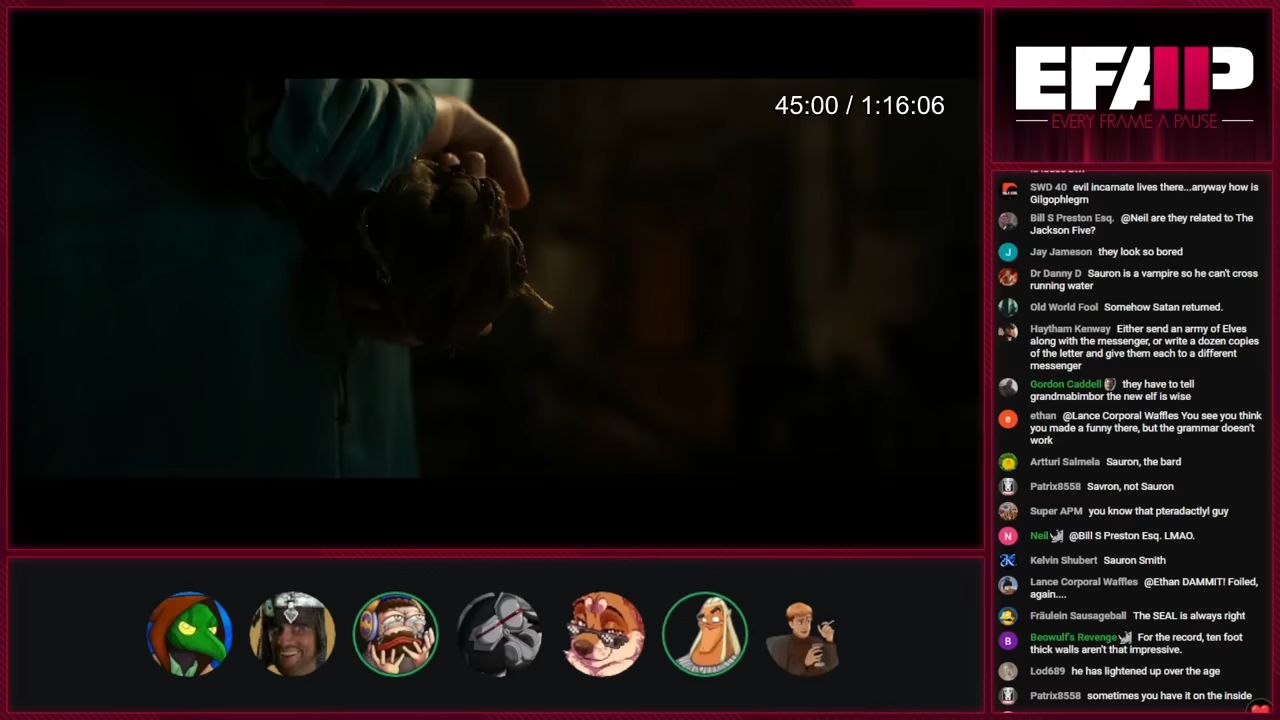 45:00 / 1:16:06
EFAP
EVERY FRAME A PAUSE
SWD 40 evil incarnate lives there...anyway how is
Gilgophlegm
Bill S Preston Esq. @Neil are they related to The
Jackson Five?
Jay Jameson they look so bored
Dr Danny D Sauron is a vampire so he can't cross
running water
Old World Fool Somehow Satan returned.
Haytham Kenway Either send an army of Elves
along with the messenger, or write a dozen copies
of the letter and give them each to a different
messenger
Gordon Caddell they have to tell
grandmabimbor the new elf is wise
ethan @Lance Corporal Waffles You see you think
you made a funny there, but the grammar doesn't
work
Artturi Salmela Sauron, the bard
Patrix8558 Savron, not Sauron
Super APM you know that pteradactlyl guy
Neil @Bill S Preston Esq. LMAO.
Kelvin Shubert Sauron Smith
Lance Corporal Waffles @Ethan DAMMIT! Foiled,
again....
Fräulein Sausageball The SEAL is always right
Beowulf's Revenge For the record, ten foot
thick walls aren't that impressive.
Lod689 he has lightened up over the age
Patrix8558 sometimes you have it on the inside